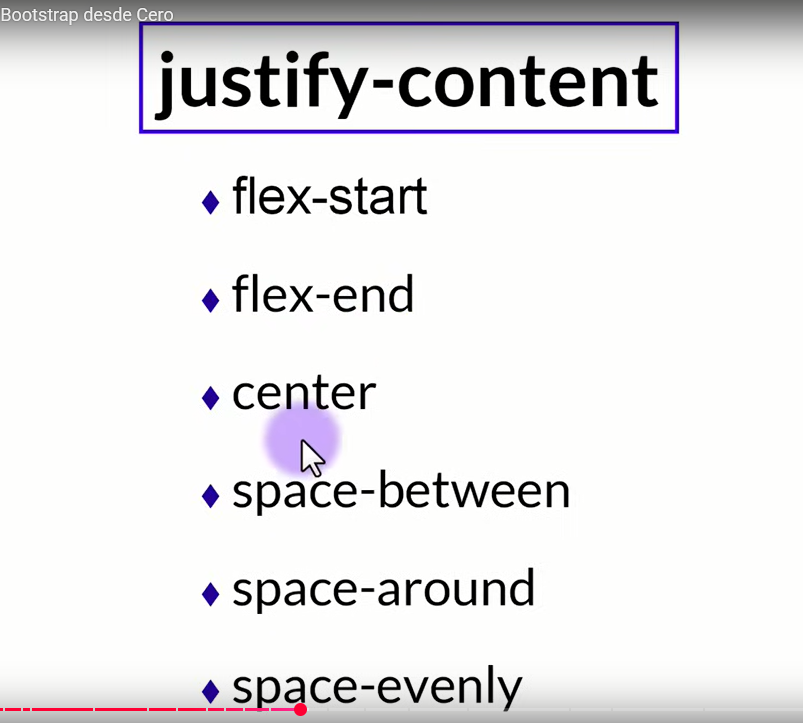 Bootstrap desde Cero
justify-content
flex-start
flex-end
center
space-between
space-around
space-evenly